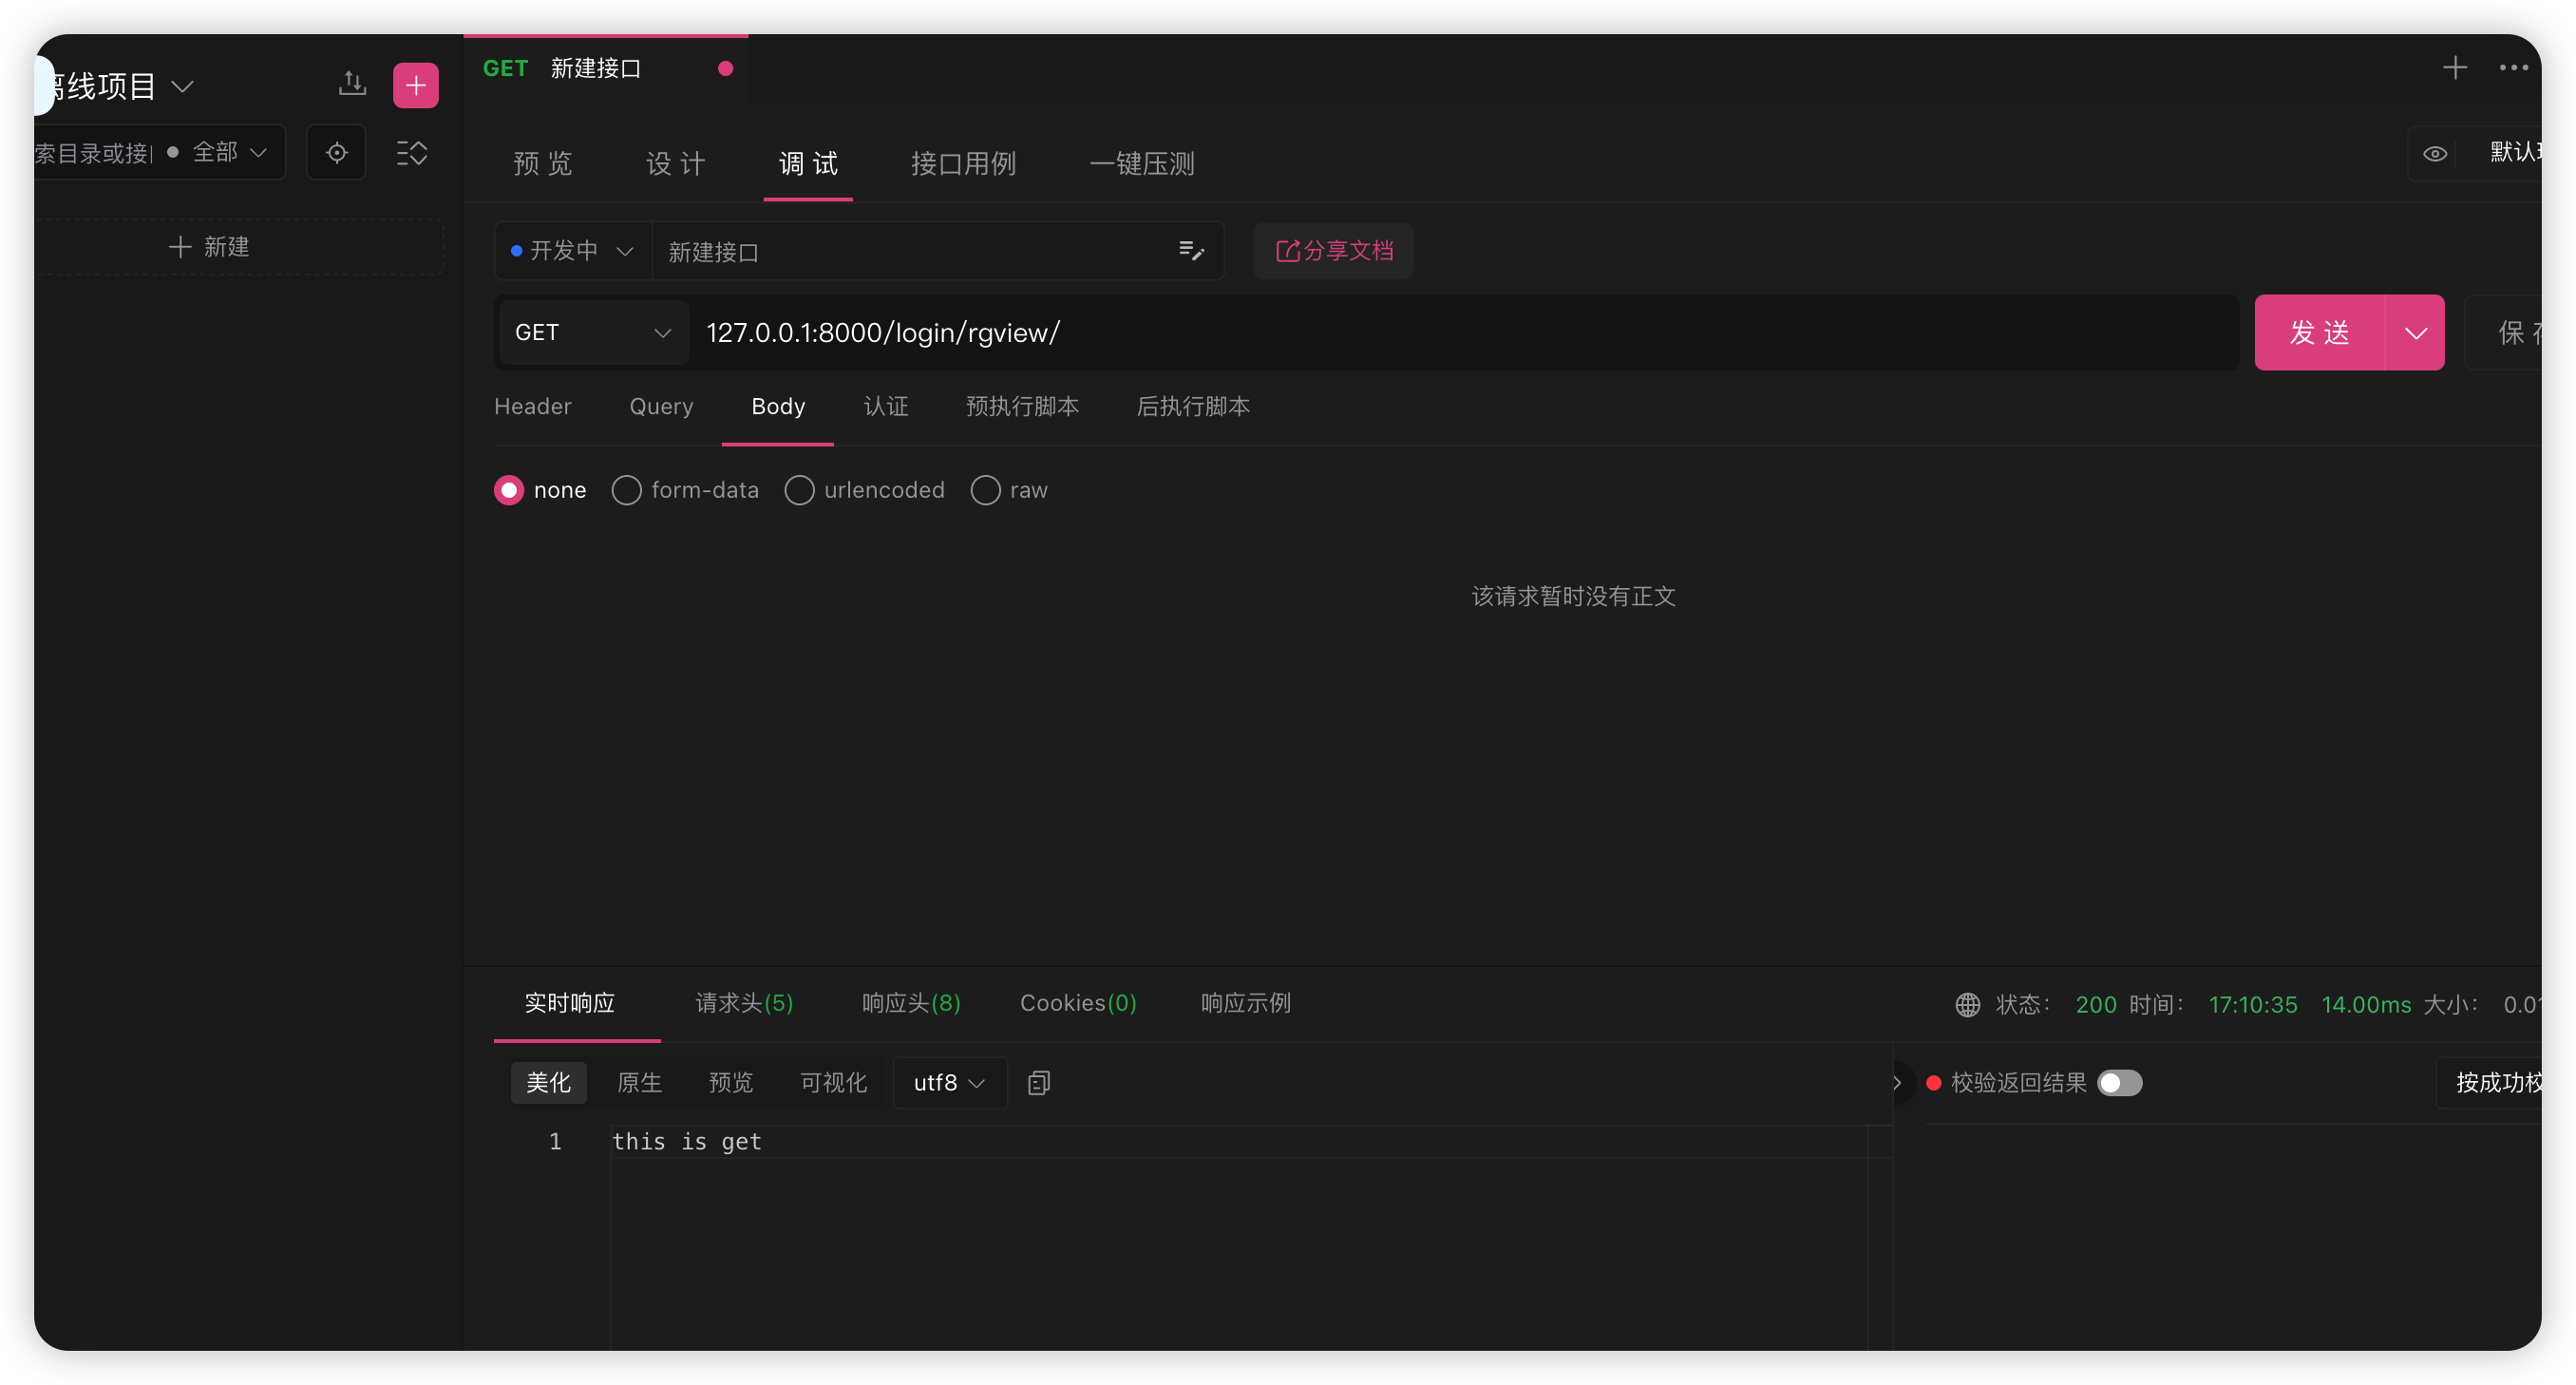 离线项目
GET 新建接口
索目录或接 全部
预 览 设 计 调 试 接口用例 一键压测
默认
新建
开发中 新建接口 分享文档
GET 127.0.0.1:8000/login/rgview/ 发 送 保
Header Query Body 认证 预执行脚本 后执行脚本
none form-data urlencoded raw
该请求暂时没有正文
实时响应 请求头(5) 响应头(8) Cookies(0) 响应示例
状态： 200 时间： 17:10:35 14.00ms 大小： 0.01
美化 原生 预览 可视化 utf8
校验返回结果 按成功校
1 this is get